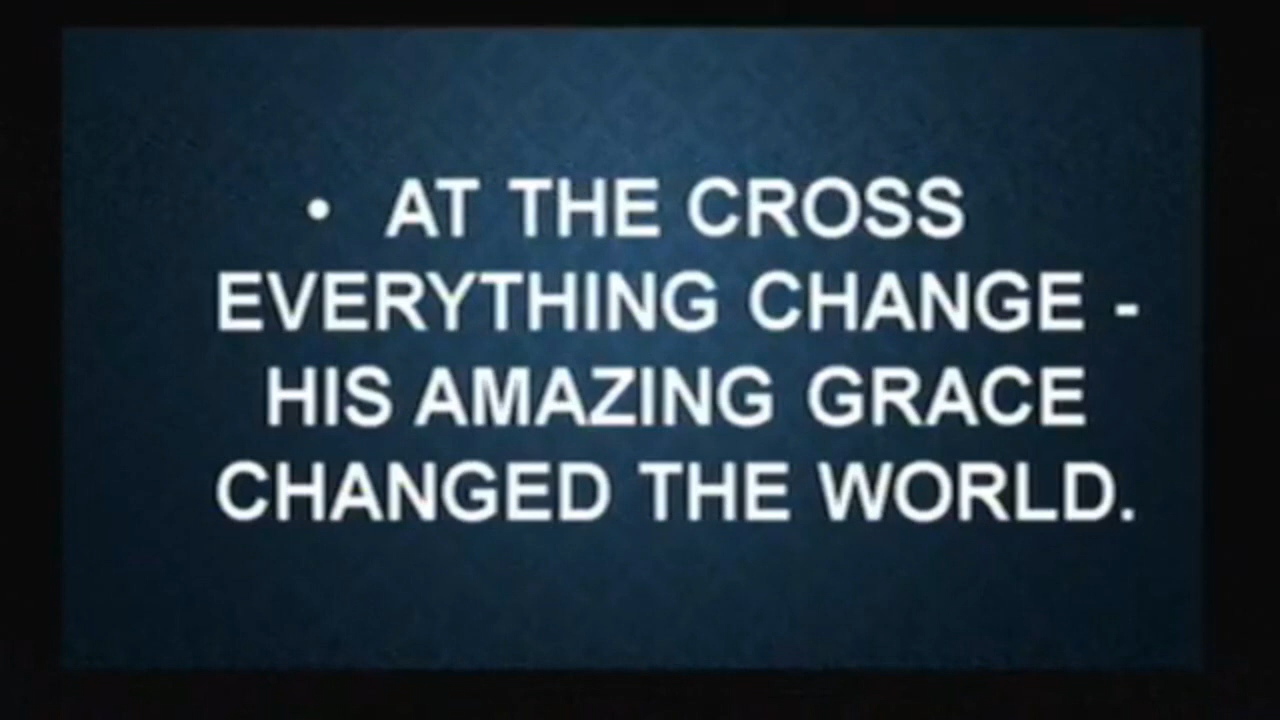 • AT THE CROSS
EVERYTHING CHANGE -
HIS AMAZING GRACE
CHANGED THE WORLD.